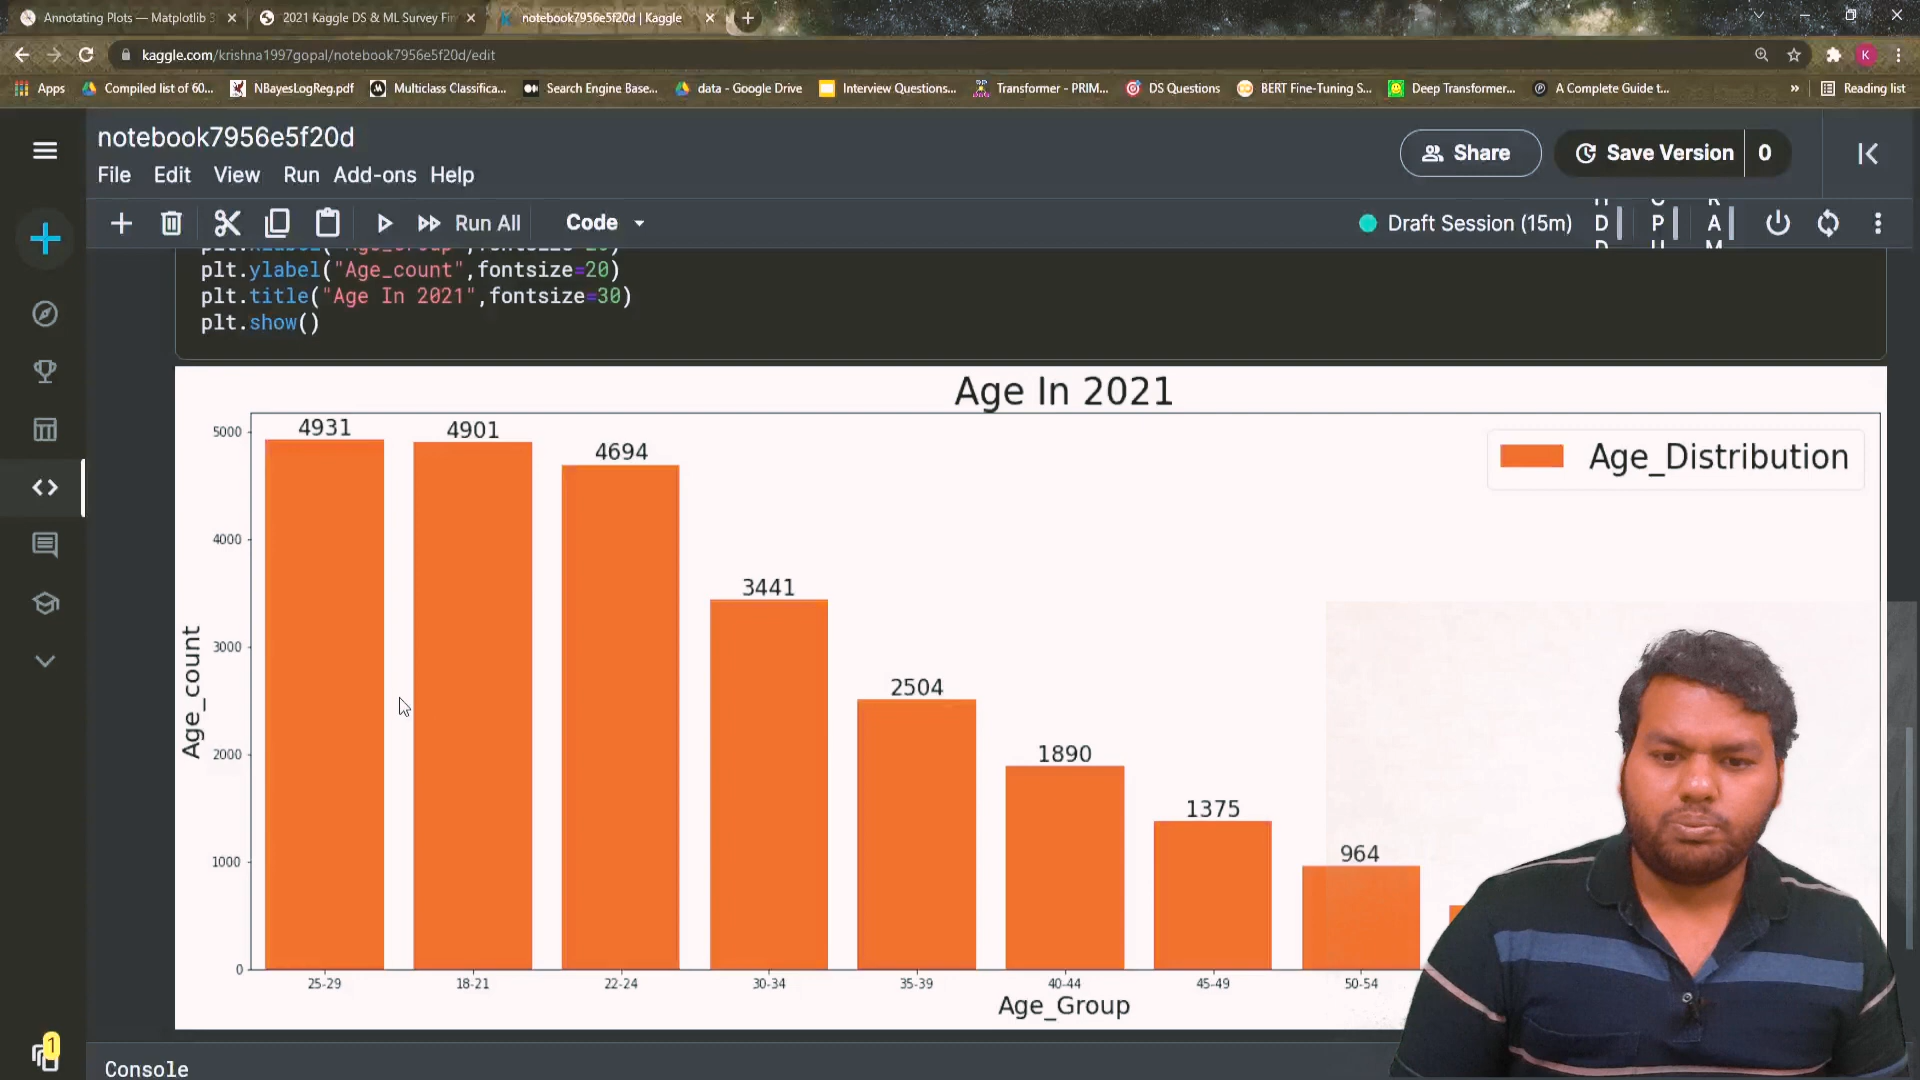 Annotating Plots — Matplotlib 3
2021 Kaggle DS & ML Survey Fin
notebook7956e5f20d | Kaggle
kaggle.com/krishna1997gopal/notebook7956e5f20d/edit
K
Apps
Compiled list of 60...
NBayesLogReg.pdf
Multiclass Classifica...
Search Engine Base...
data - Google Drive
Interview Questions...
Transformer - PRIM...
DS Questions
BERT Fine-Tuning S...
Deep Transformer...
A Complete Guide t...
»
Reading list
notebook7956e5f20d
File Edit View Run Add-ons Help
Share
Save Version 0
Run All
Code
Draft Session (15m)
plt.ylabel("Age_count",fontsize=20)
plt.title("Age In 2021",fontsize=30)
plt.show()
Age In 2021
Age_Distribution
4931
4901
4694
3441
2504
1890
1375
964
5000
4000
3000
2000
1000
0
Age_count
25-29 18-21 22-24 30-34 35-39 40-44 45-49 50-54
Age_Group
1
Console